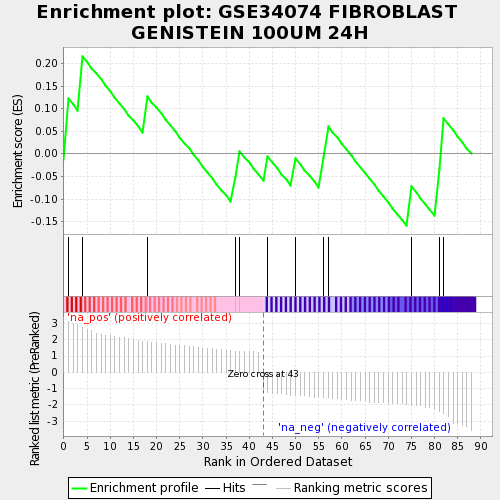 Enrichment plot: GSE34074 FIBROBLAST
GENISTEIN 100UM 24H
Enrichment score (ES)
0.20
0.15
0.10
0.05
0.00
-0.05
-0.10
-0.15
'na_pos' (positively correlated)
Ranked list metric (PreRanked)
3
2
1
0
-1
-2
-3
Zero cross at 43
'na_neg' (negatively correlated)
0 5 10 15 20 25 30 35 40 45 50 55 60 65 70 75 80 85 90
Rank in Ordered Dataset
Enrichment profile Hits Ranking metric scores